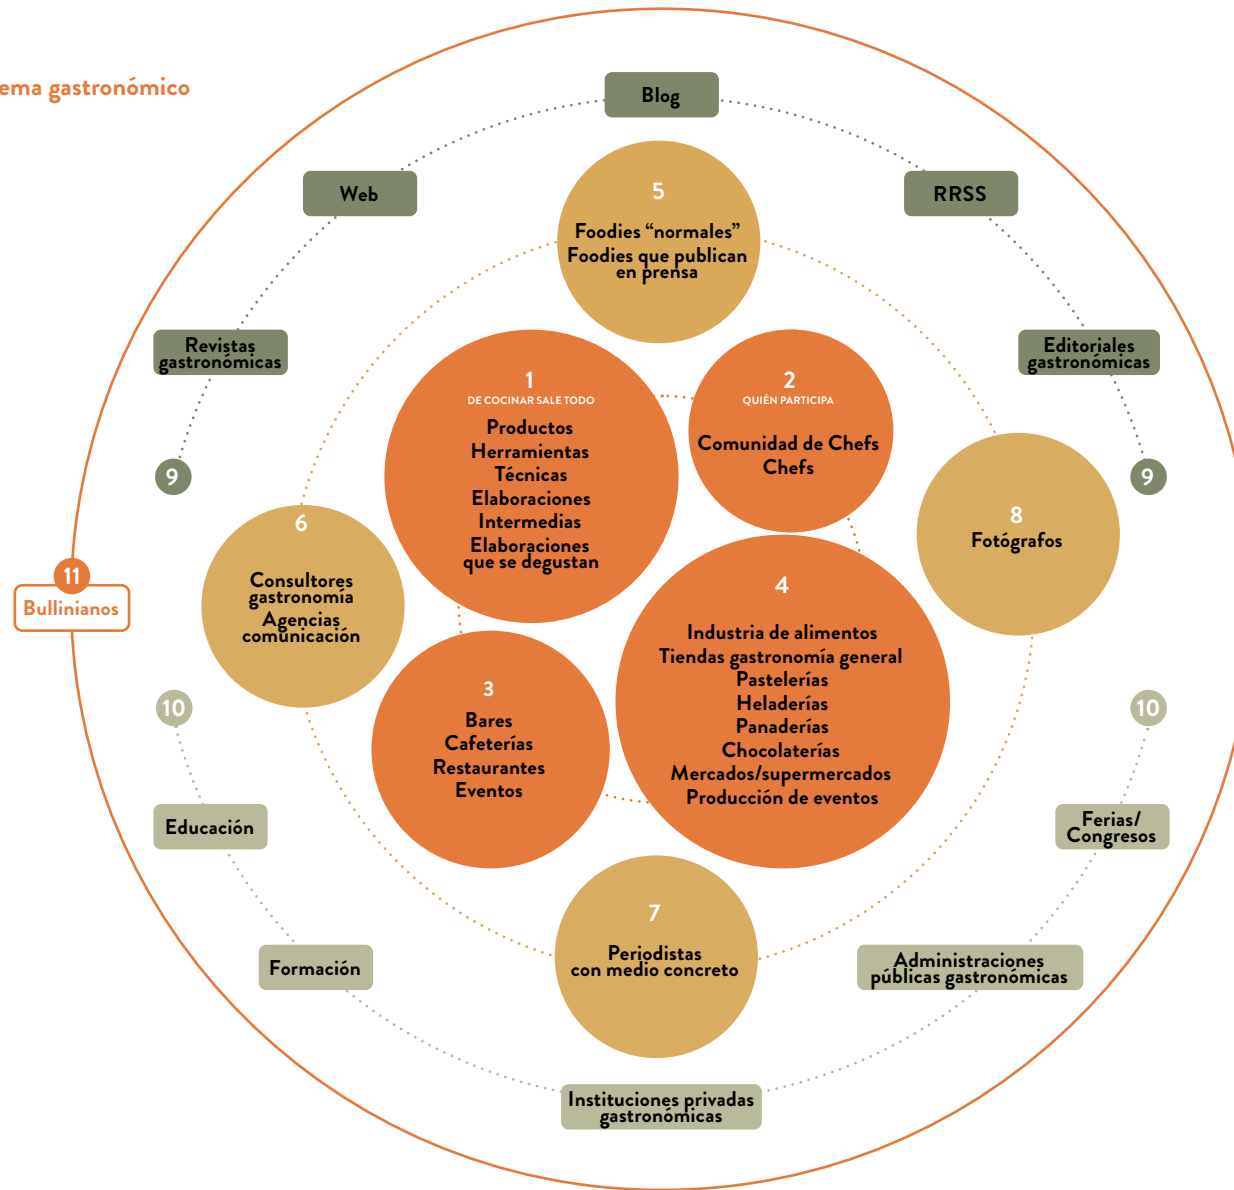 ema gastronómico
Blog
Web
RRSS
5
Foodies “normales”
Foodies que publican
en prensa
Revistas
gastronómicas
Editoriales
gastronómicas
1
DE COCINAR SALE TODO
Productos
Herramientas
Técnicas
Elaboraciones
Intermedias
Elaboraciones
que se degustan
2
QUIÉN PARTICIPA
Comunidad de Chefs
Chefs
9
9
6
Consultores
gastronomía
Agencias
comunicación
8
Fotógrafos
11
Bullinianos
4
Industria de alimentos
Tiendas gastronomía general
Pastelerías
Heladerías
Panaderías
Chocolaterías
Mercados/supermercados
Producción de eventos
3
Bares
Cafeterías
Restaurantes
Eventos
10
10
Educación
Ferias/
Congresos
7
Periodistas
con medio concreto
Formación
Administraciones
públicas gastronómicas
Instituciones privadas
gastronómicas